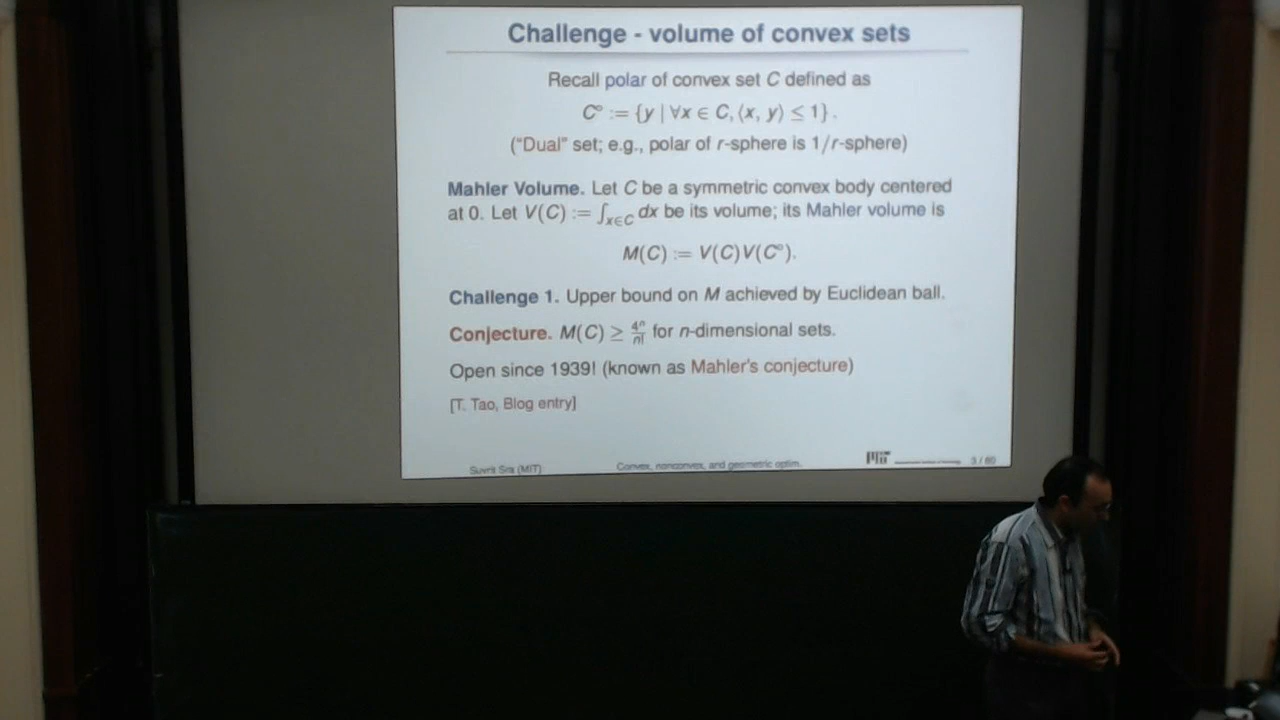 Challenge - volume of convex sets
Recall polar of convex set C defined as
C° := {y | ∀x ∈ C, ⟨x, y⟩ ≤ 1}.
("Dual" set; e.g., polar of r-sphere is 1/r-sphere)
Mahler Volume. Let C be a symmetric convex body centered
at 0. Let V(C) := ∫_{x∈C} dx be its volume; its Mahler volume is
M(C) := V(C)V(C°).
Challenge 1. Upper bound on M achieved by Euclidean ball.
Conjecture. M(C) ≥ 4ⁿ/n! for n-dimensional sets.
Open since 1939! (known as Mahler's conjecture)
[T. Tao, Blog entry]
Suvrit Sra (MIT) Convex, nonconvex, and geometric optim. MIT 3 / 60